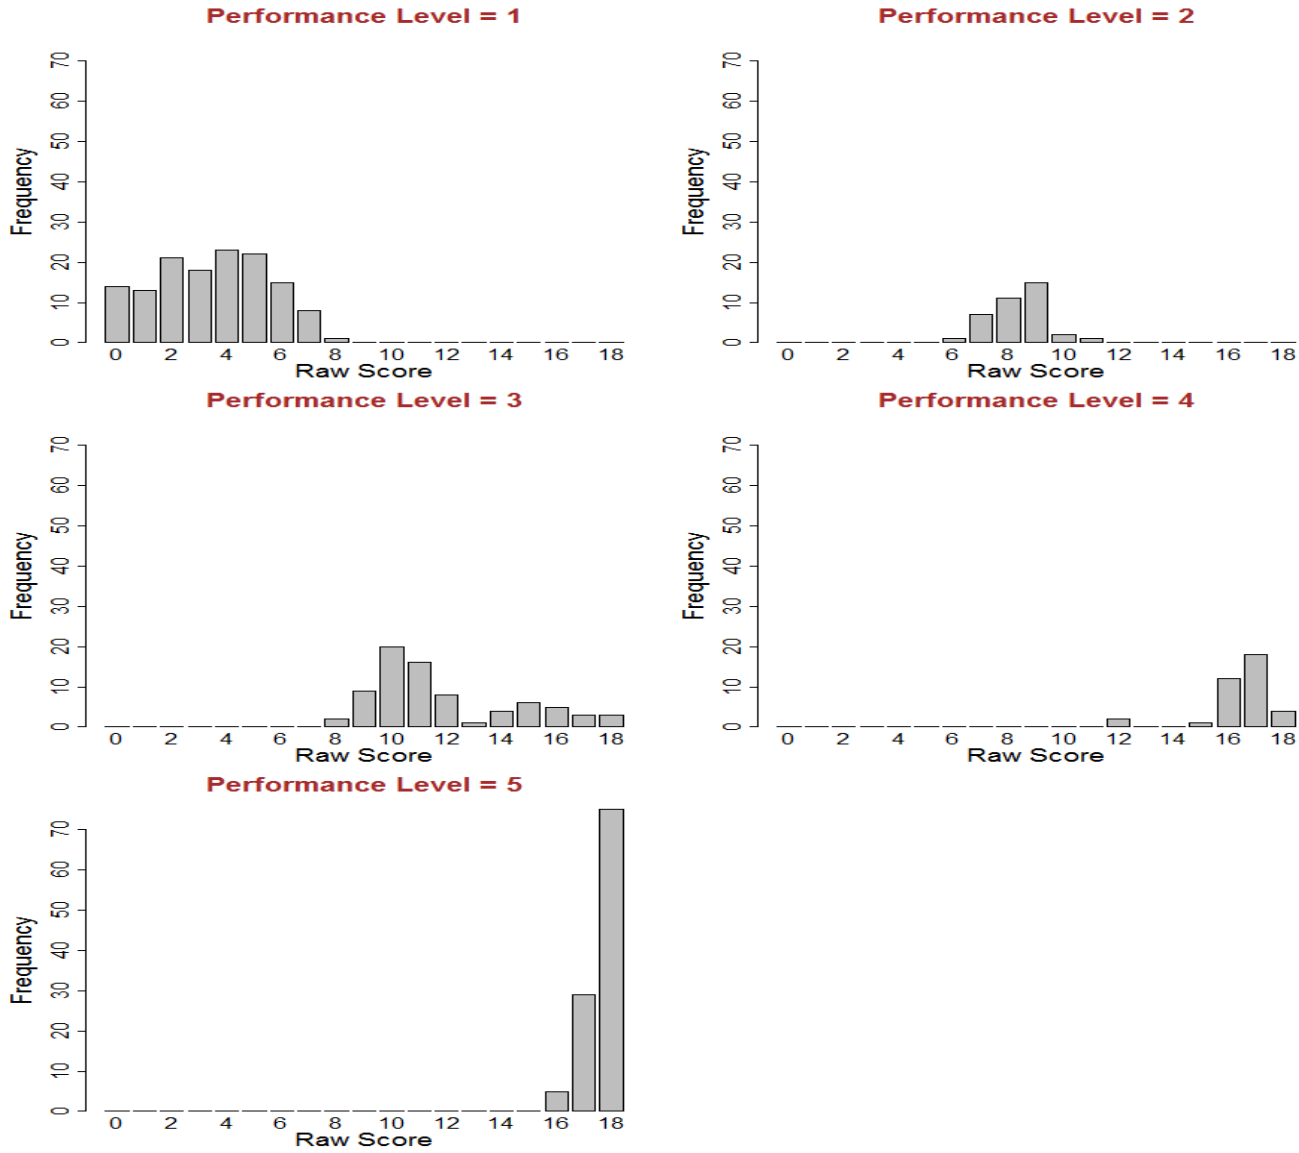 Performance Level = 1
70
60
50
40
30
20
10
0
Frequency
0 2 4 6 8 10 12 14 16 18
Raw Score
Performance Level = 2
70
60
50
40
30
20
10
0
Frequency
0 2 4 6 8 10 12 14 16 18
Raw Score
Performance Level = 3
70
60
50
40
30
20
10
0
Frequency
0 2 4 6 8 10 12 14 16 18
Raw Score
Performance Level = 4
70
60
50
40
30
20
10
0
Frequency
0 2 4 6 8 10 12 14 16 18
Raw Score
Performance Level = 5
70
60
50
40
30
20
10
0
Frequency
0 2 4 6 8 10 12 14 16 18
Raw Score